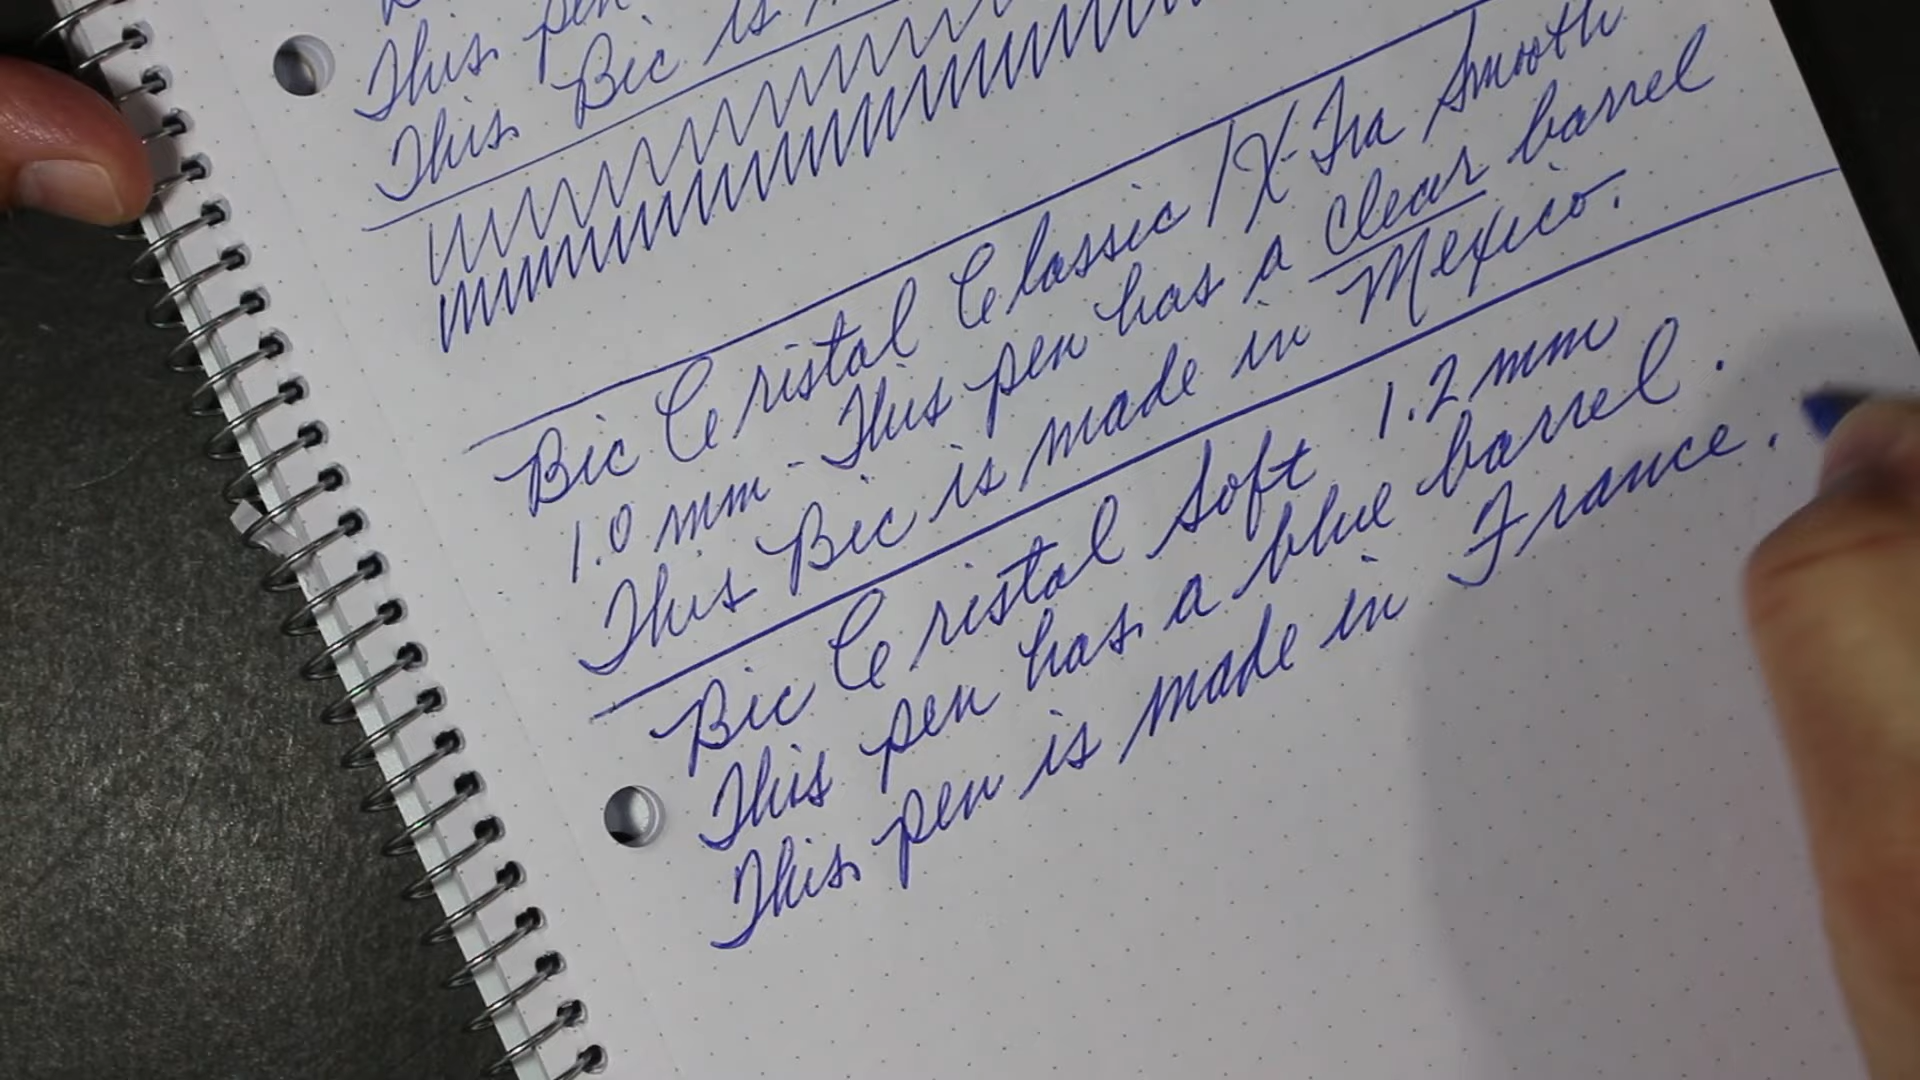 This pen
This Bic is
Bic Cristal Classic / X-Tra Smooth
1.0 mm - This pen has a clear barrel
This Bic is made in Mexico.
Bic Cristal Soft 1.2 mm
This pen has a blue barrel.
This pen is made in France.